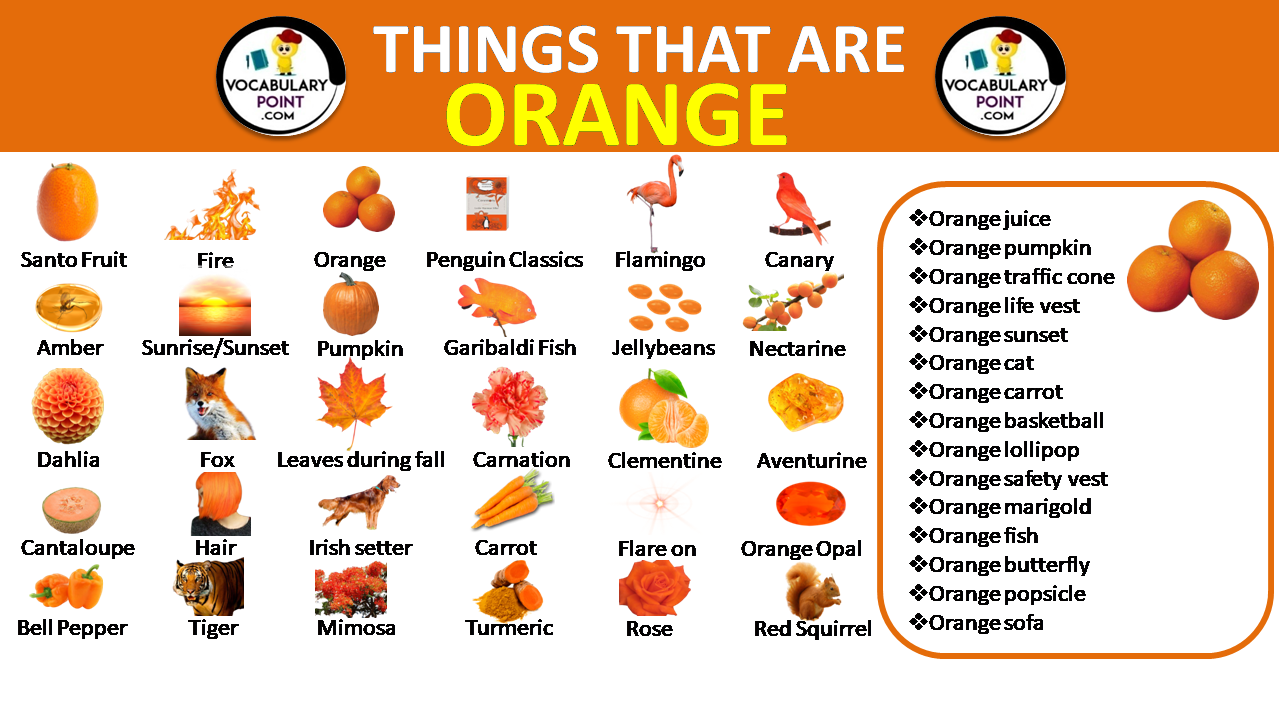 VOCABULARY
POINT
.COM
THINGS THAT ARE
ORANGE
VOCABULARY
POINT
.COM
Santo Fruit
Fire
Orange
Penguin Classics
Flamingo
Canary
Amber
Sunrise/Sunset
Pumpkin
Garibaldi Fish
Jellybeans
Nectarine
Dahlia
Fox
Leaves during fall
Carnation
Clementine
Aventurine
Cantaloupe
Hair
Irish setter
Carrot
Flare on
Orange Opal
Bell Pepper
Tiger
Mimosa
Turmeric
Rose
Red Squirrel
❖Orange juice
❖Orange pumpkin
❖Orange traffic cone
❖Orange life vest
❖Orange sunset
❖Orange cat
❖Orange carrot
❖Orange basketball
❖Orange lollipop
❖Orange safety vest
❖Orange marigold
❖Orange fish
❖Orange butterfly
❖Orange popsicle
❖Orange sofa